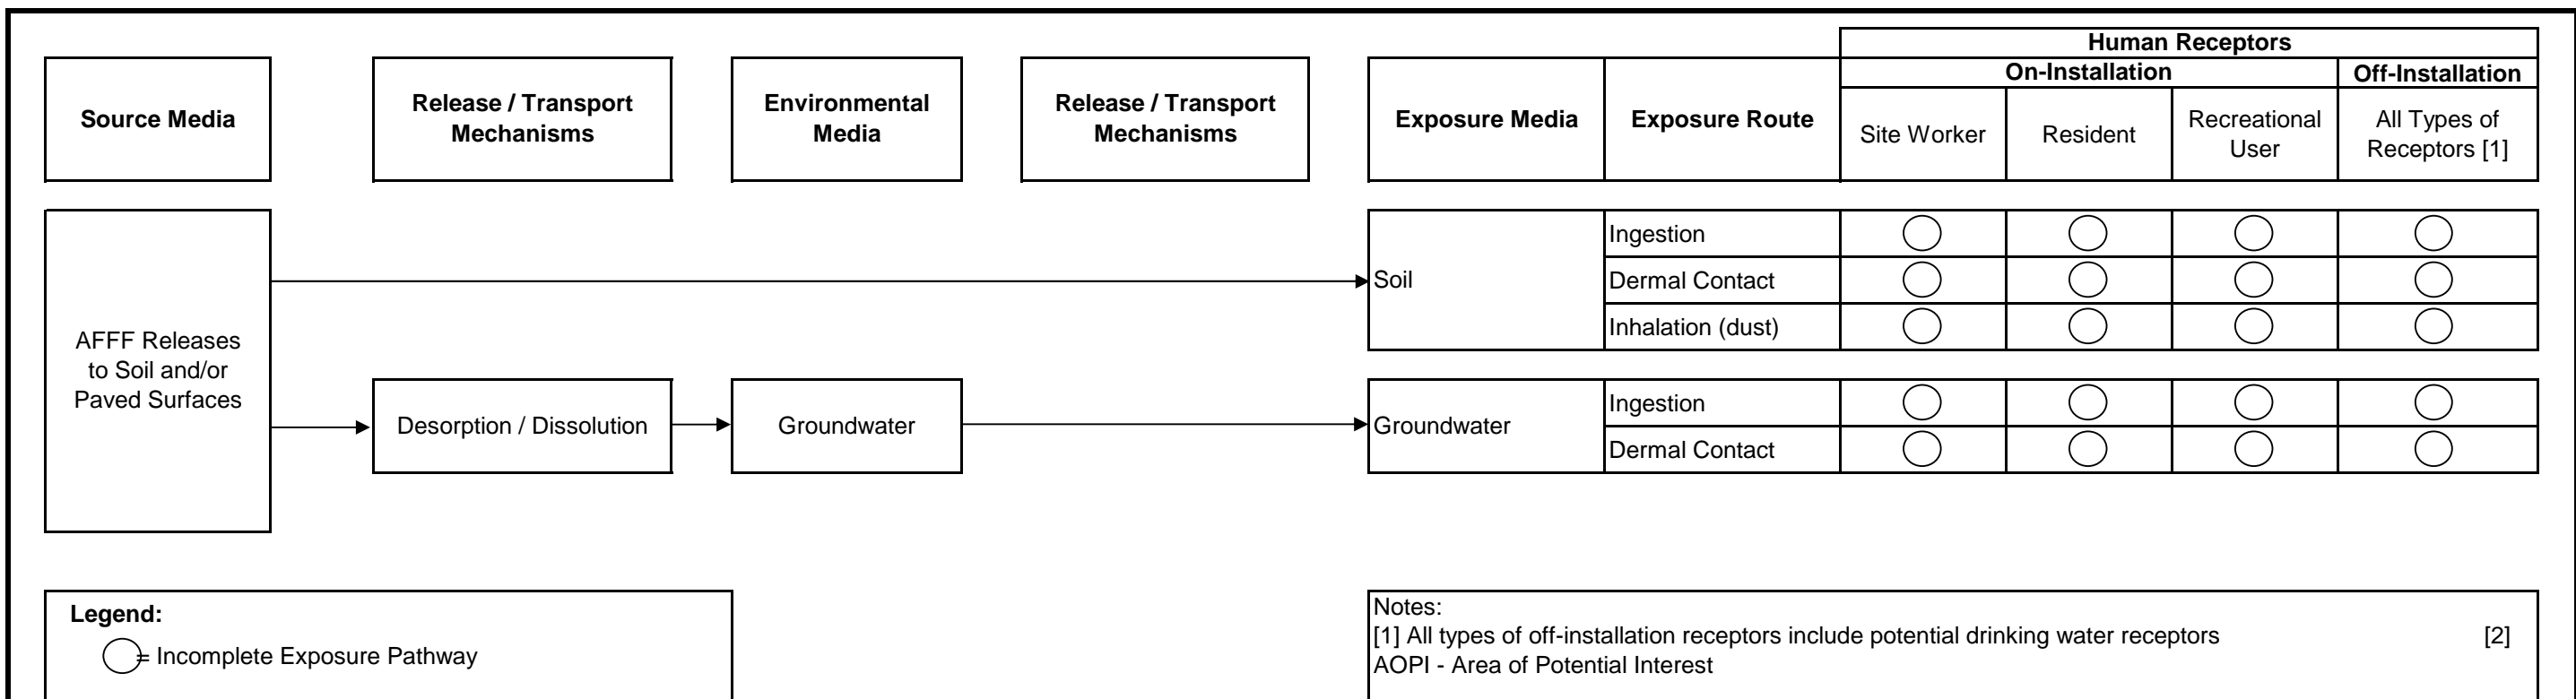 Human Receptors
On-Installation
Off-Installation
Source Media
Release / Transport
Mechanisms
Environmental
Media
Release / Transport
Mechanisms
Exposure Media
Exposure Route
Site Worker
Resident
Recreational
User
All Types of
Receptors [1]
AFFF Releases
to Soil and/or
Paved Surfaces
Soil
Ingestion
Dermal Contact
Inhalation (dust)
Desorption / Dissolution
Groundwater
Groundwater
Ingestion
Dermal Contact
Legend:
= Incomplete Exposure Pathway
Notes:
[1] All types of off-installation receptors include potential drinking water receptors [2]
AOPI - Area of Potential Interest